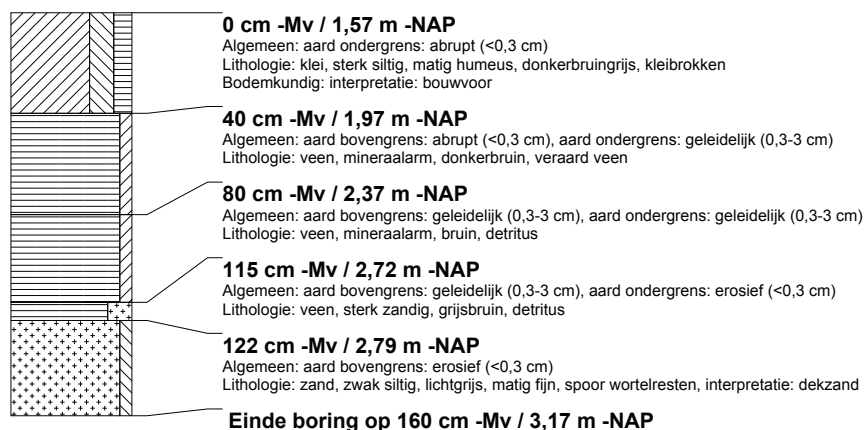 0 cm -Mv / 1,57 m -NAP
Algemeen: aard ondergrens: abrupt (<0,3 cm)
Lithologie: klei, sterk siltig, matig humeus, donkerbruingrijs, kleibrokken
Bodemkundig: interpretatie: bouwvoor
40 cm -Mv / 1,97 m -NAP
Algemeen: aard bovengrens: abrupt (<0,3 cm), aard ondergrens: geleidelijk (0,3-3 cm)
Lithologie: veen, mineraalarm, donkerbruin, veraard veen
80 cm -Mv / 2,37 m -NAP
Algemeen: aard bovengrens: geleidelijk (0,3-3 cm), aard ondergrens: geleidelijk (0,3-3 cm)
Lithologie: veen, mineraalarm, bruin, detritus
115 cm -Mv / 2,72 m -NAP
Algemeen: aard bovengrens: geleidelijk (0,3-3 cm), aard ondergrens: erosief (<0,3 cm)
Lithologie: veen, sterk zandig, grijsbruin, detritus
122 cm -Mv / 2,79 m -NAP
Algemeen: aard bovengrens: erosief (<0,3 cm)
Lithologie: zand, zwak siltig, lichtgrijs, matig fijn, spoor wortelresten, interpretatie: dekzand
Einde boring op 160 cm -Mv / 3,17 m -NAP